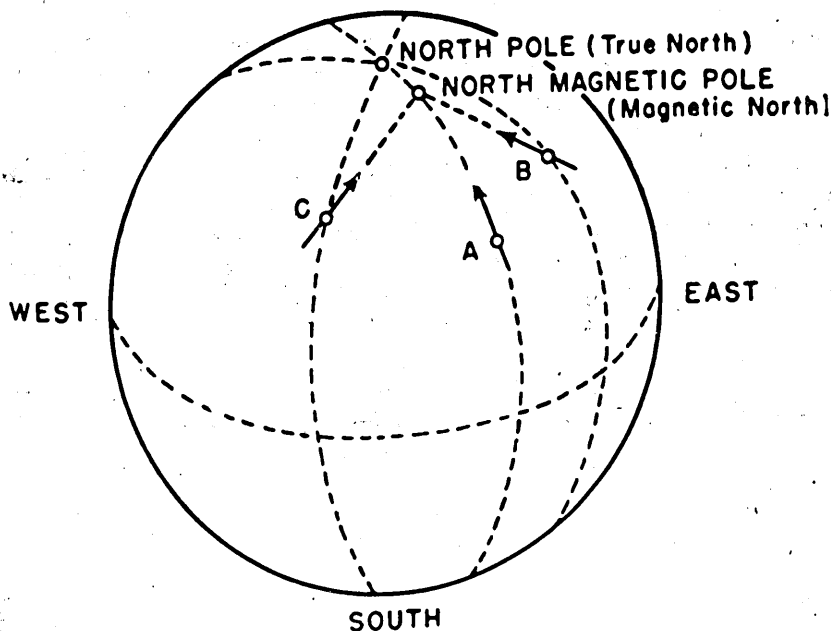 NORTH POLE (True North)
NORTH MAGNETIC POLE
(Magnetic North)
B
C
A
WEST
EAST
SOUTH